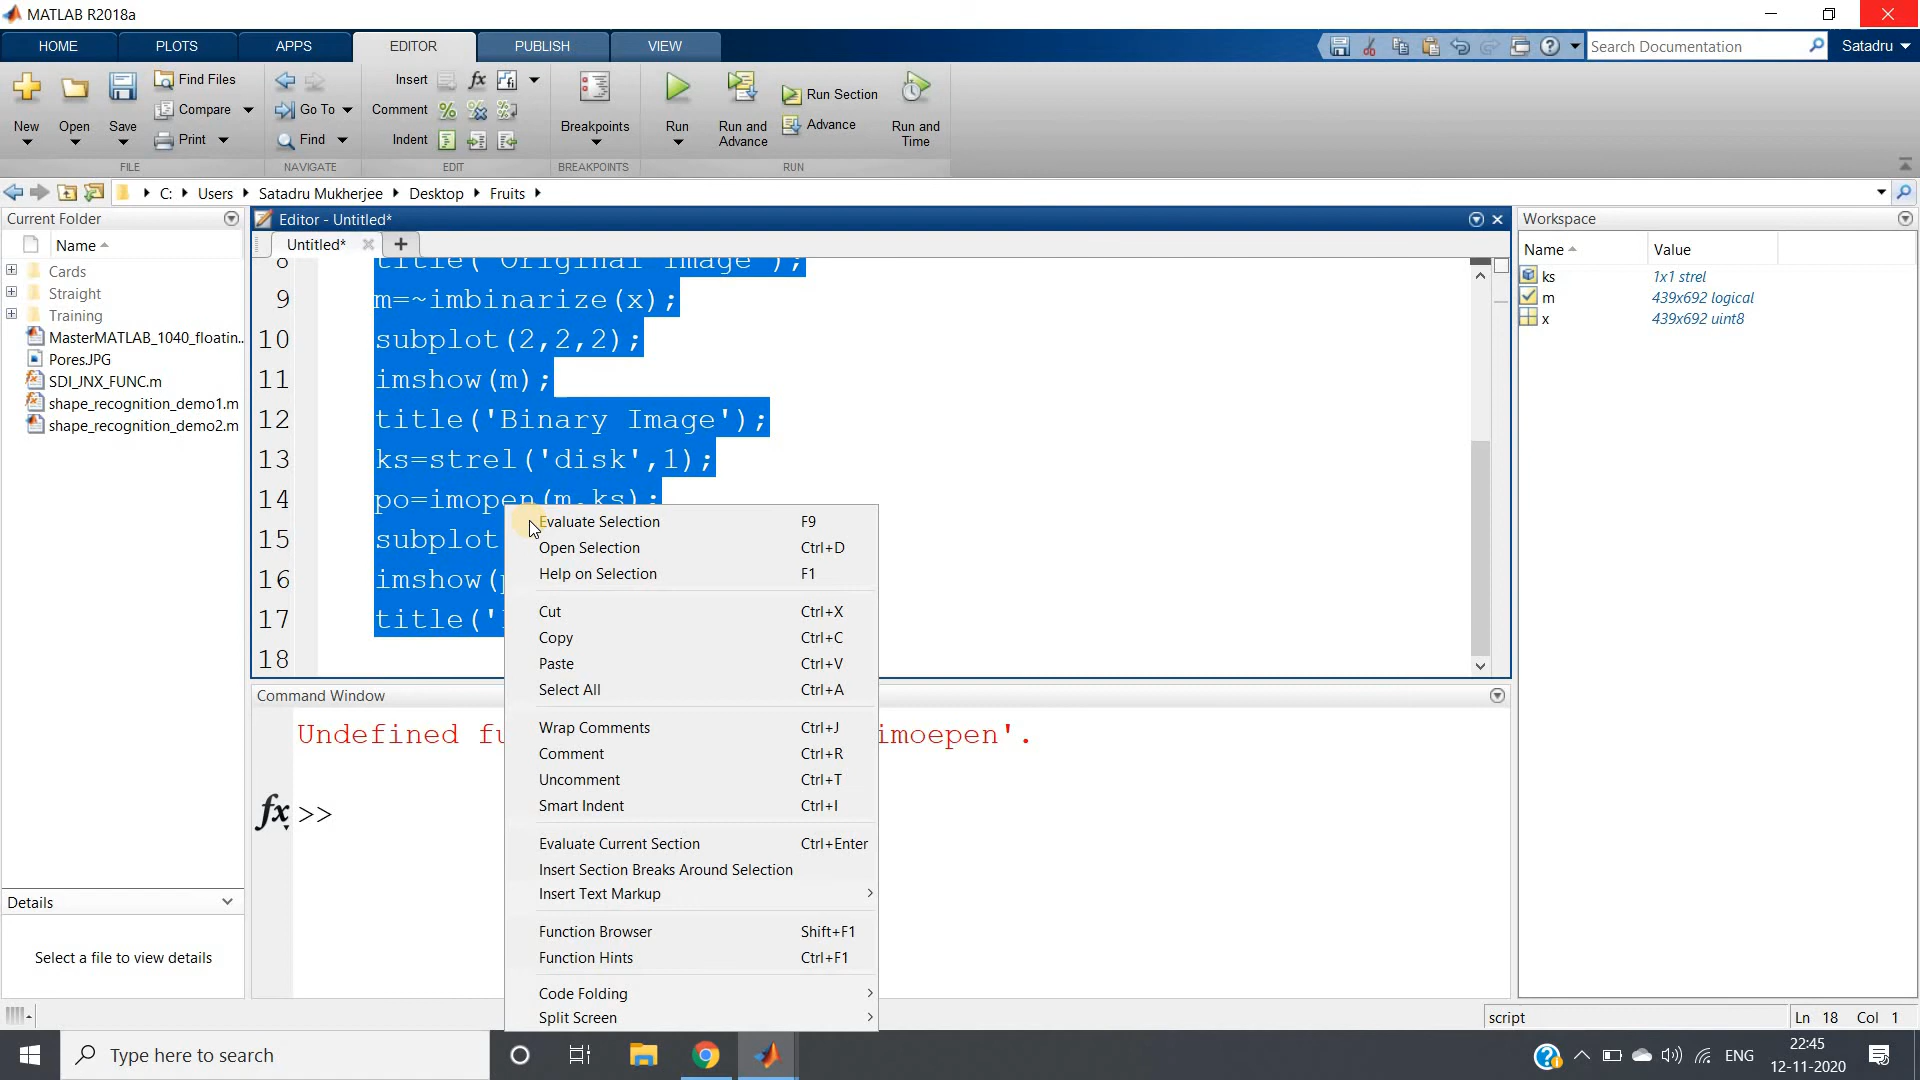 MATLAB R2018a
HOME PLOTS APPS EDITOR PUBLISH VIEW
Search Documentation
Satadru
New
Open
Save
Find Files
Compare
Print
FILE
Go To
Find
NAVIGATE
Insert
Comment
Indent
EDIT
Breakpoints
BREAKPOINTS
Run
Run and Advance
Run Section
Advance
Run and Time
RUN
C: Users Satadru Mukherjee Desktop Fruits
Current Folder
Name
Cards
Straight
Training
MasterMATLAB_1040_floatin...
Pores.JPG
SDI_JNX_FUNC.m
shape_recognition_demo1.m
shape_recognition_demo2.m
Details
Select a file to view details
Editor - Untitled*
Untitled*
8 title('Original Image');
9 m=~imbinarize(x);
10 subplot(2,2,2);
11 imshow(m);
12 title('Binary Image');
13 ks=strel('disk',1);
14 po=imopen(m,ks);
15 subplot
16 imshow(
17 title('
18
Evaluate Selection F9
Open Selection Ctrl+D
Help on Selection F1
Cut Ctrl+X
Copy Ctrl+C
Paste Ctrl+V
Select All Ctrl+A
Wrap Comments Ctrl+J
Comment Ctrl+R
Uncomment Ctrl+T
Smart Indent Ctrl+I
Evaluate Current Section Ctrl+Enter
Insert Section Breaks Around Selection
Insert Text Markup
Function Browser Shift+F1
Function Hints Ctrl+F1
Code Folding
Split Screen
Command Window
Undefined imoepen'.
fx >>
Workspace
Name Value
ks 1x1 strel
m 439x692 logical
x 439x692 uint8
script
Ln 18 Col 1
Type here to search
ENG
22:45
12-11-2020